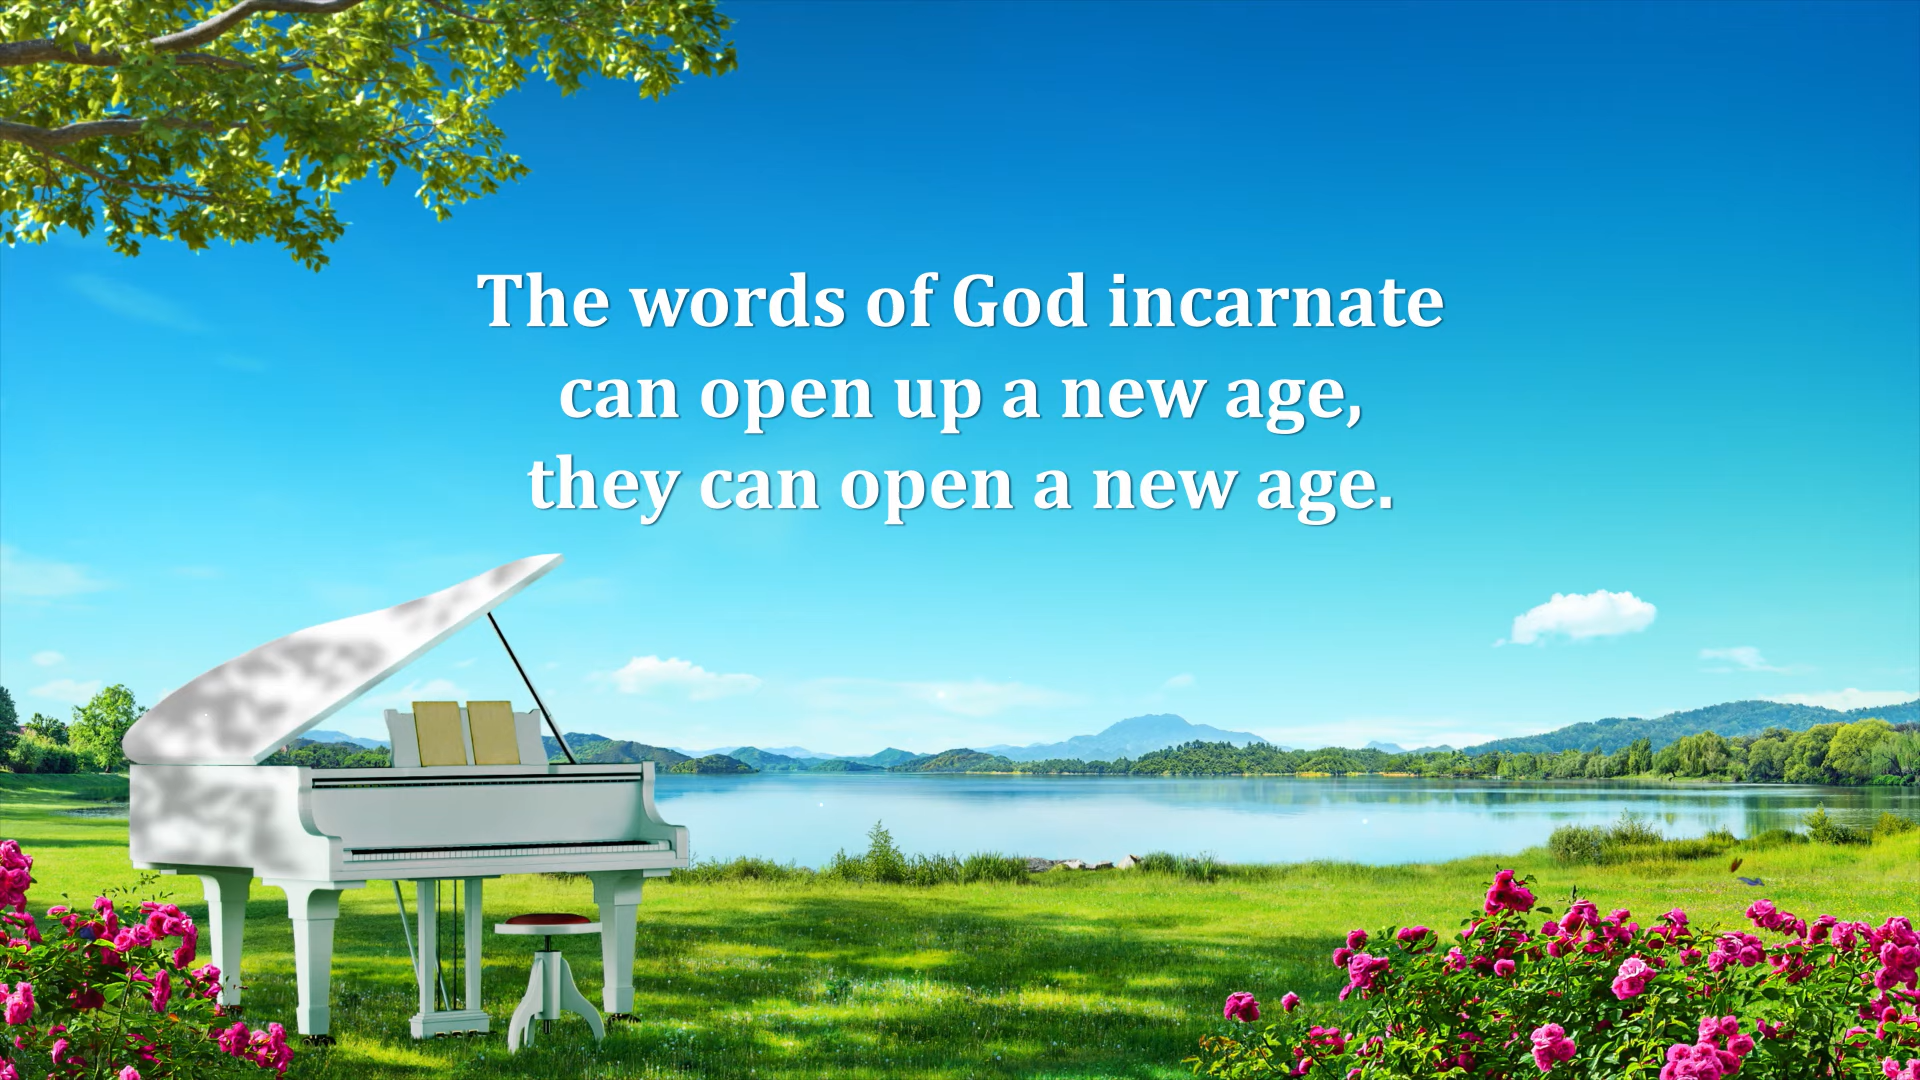 The words of God incarnate
can open up a new age,
they can open a new age.